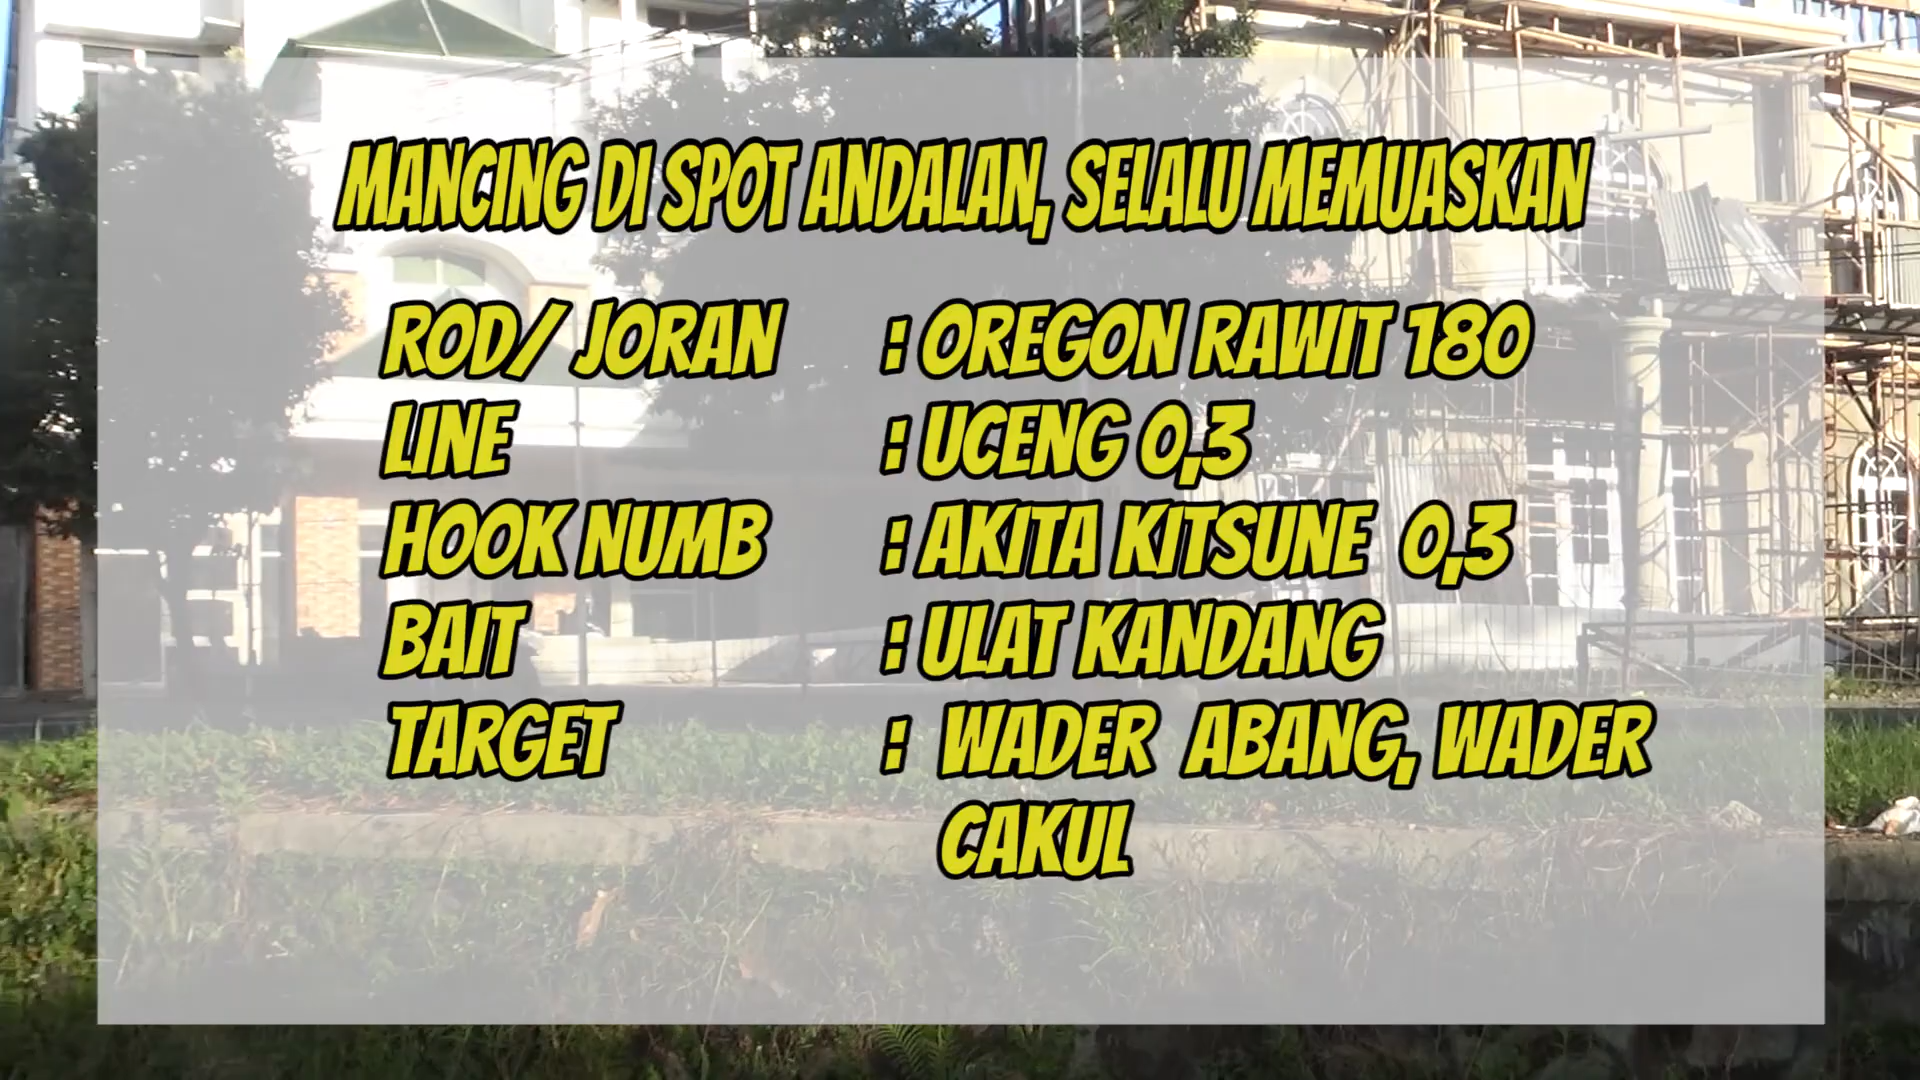 MANCING DI SPOT ANDALAN, SELALU MEMUASKAN
ROD/ JORAN : OREGON RAWIT 180
LINE : UCENG 0,3
HOOK NUMB : AKITA KITSUNE 0,3
BAIT : ULAT KANDANG
TARGET : WADER ABANG, WADER
CAKUL